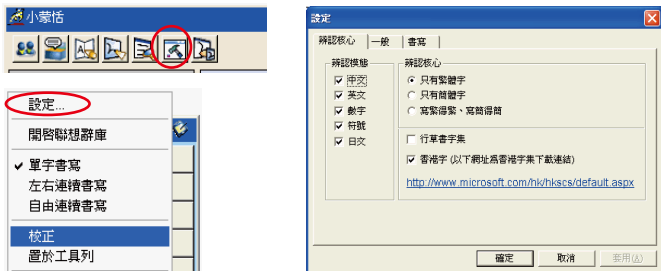 小蒙恬
設定...
開啓聯想辭庫
單字書寫
左右連續書寫
自由連續書寫
校正
置於工具列
設定
辨認核心 一般 書寫
辨認模態
中文
英文
數字
符號
日文
辨認核心
只有繁體字
只有簡體字
寫繁得繁、寫簡得簡
行草書字集
香港字 (以下網址爲香港字集下載連結)
http://www.microsoft.com/hk/hkscs/default.aspx
確定 取消 套用(A)